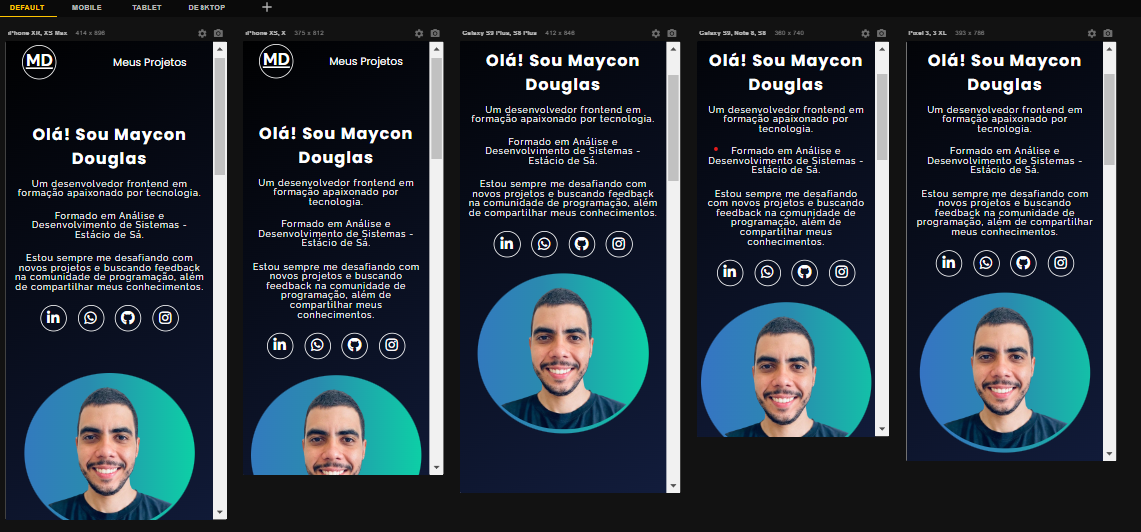 DEFAULT MOBILE TABLET DESKTOP +
iPhone XR, XS Max 414 x 896
MD
Meus Projetos
Olá! Sou Maycon
Douglas
Um desenvolvedor frontend em
formação apaixonado por tecnologia.
Formado em Análise e
Desenvolvimento de Sistemas -
Estácio de Sá.
Estou sempre me desafiando com
novos projetos e buscando feedback
na comunidade de programação, além
de compartilhar meus conhecimentos.
in
iPhone XS, X 375 x 812
MD
Meus Projetos
Olá! Sou Maycon
Douglas
Um desenvolvedor frontend em
formação apaixonado por
tecnologia.
Formado em Análise e
Desenvolvimento de Sistemas -
Estácio de Sá.
Estou sempre me desafiando com
novos projetos e buscando
feedback na comunidade de
programação, além de
compartilhar meus
conhecimentos.
in
Galaxy S9 Plus, S8 Plus 412 x 846
Olá! Sou Maycon
Douglas
Um desenvolvedor frontend em
formação apaixonado por tecnologia.
Formado em Análise e
Desenvolvimento de Sistemas -
Estácio de Sá.
Estou sempre me desafiando com
novos projetos e buscando feedback
na comunidade de programação, além
de compartilhar meus conhecimentos.
in
Galaxy S9, Note 8, S8 360 x 740
Olá! Sou Maycon
Douglas
Um desenvolvedor frontend em
formação apaixonado por
tecnologia.
Formado em Análise e
Desenvolvimento de Sistemas -
Estácio de Sá.
Estou sempre me desafiando
com novos projetos e buscando
feedback na comunidade de
programação, além de
compartilhar meus
conhecimentos.
in
Pixel 3, 3 XL 393 x 786
Olá! Sou Maycon
Douglas
Um desenvolvedor frontend em
formação apaixonado por
tecnologia.
Formado em Análise e
Desenvolvimento de Sistemas -
Estácio de Sá.
Estou sempre me desafiando com
novos projetos e buscando
feedback na comunidade de
programação, além de compartilhar
meus conhecimentos.
in